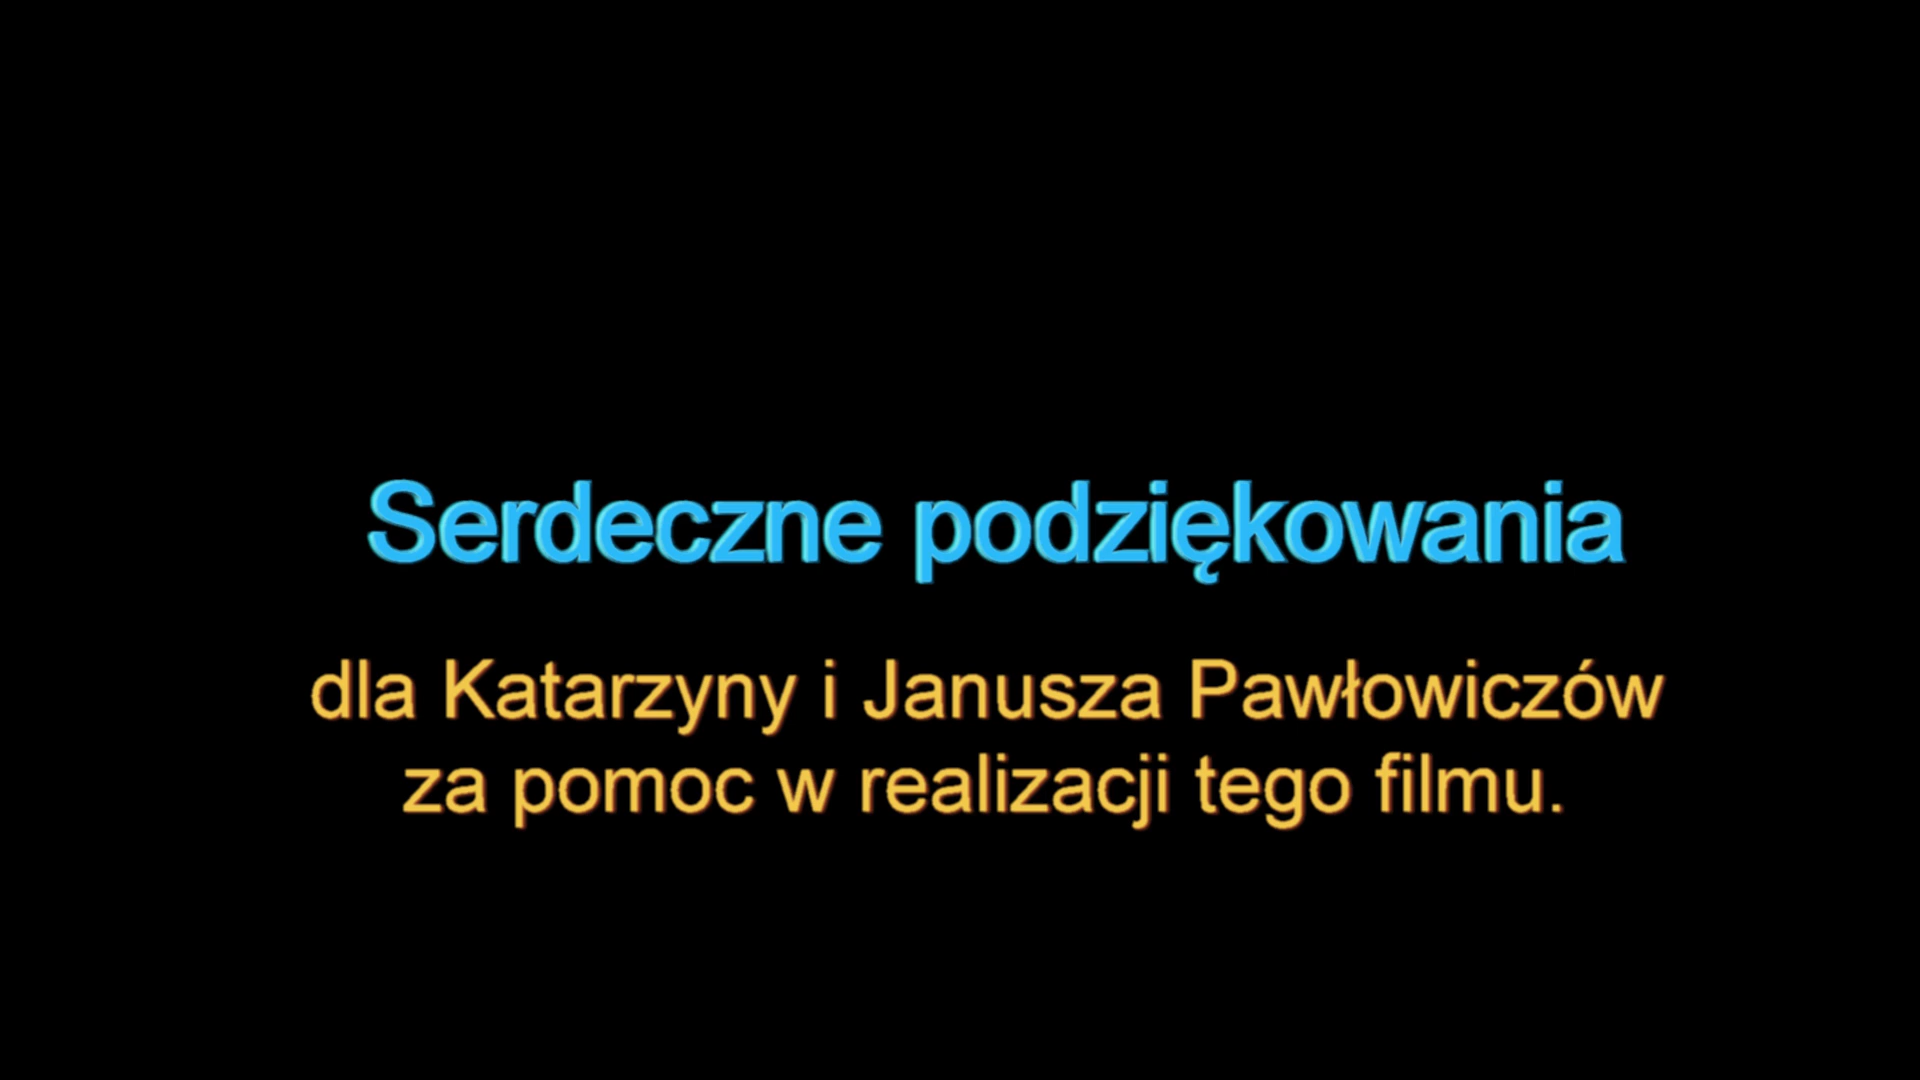 Serdeczne podziękowania
dla Katarzyny i Janusza Pawłowiczów
za pomoc w realizacji tego filmu.